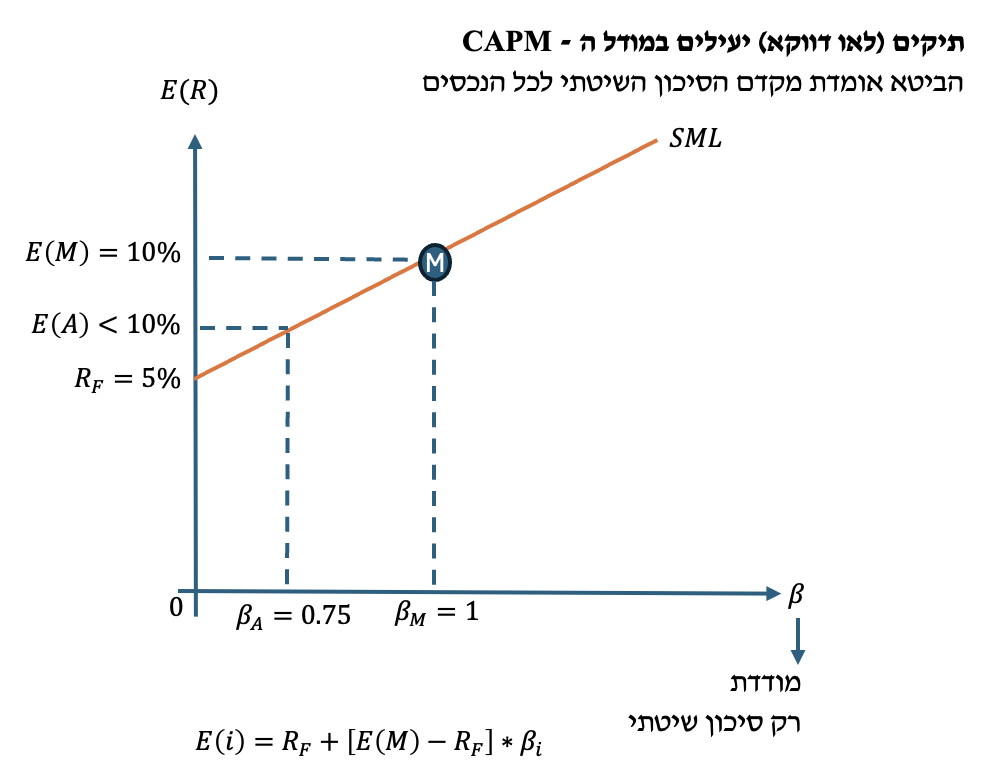 תיקים (לאו דווקא) יעילים במודל ה - CAPM
הביטא אומדת מקדם הסיכון השיטתי לכל הנכסים
E(R)
SML
E(M) = 10%
M
E(A) < 10%
R_F = 5%
0
β_A = 0.75
β_M = 1
β
מודדת
רק סיכון שיטתי
E(i) = R_F + [E(M) − R_F] * β_i